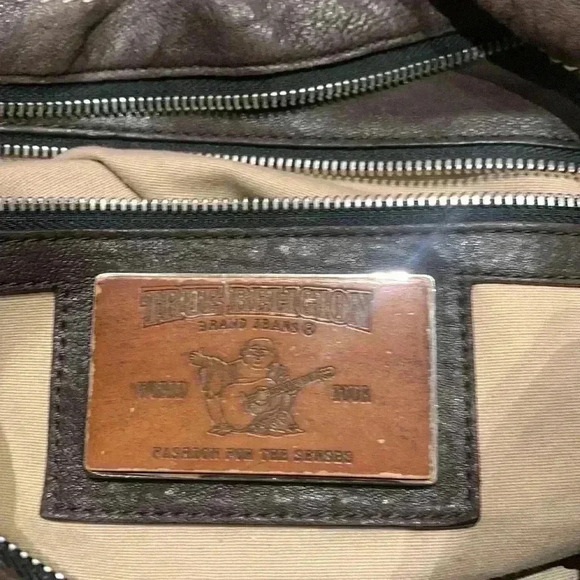 TRUE RELIGION
BRAND JEANS ®
WORLD TOUR
FASHION FOR THE SENSES